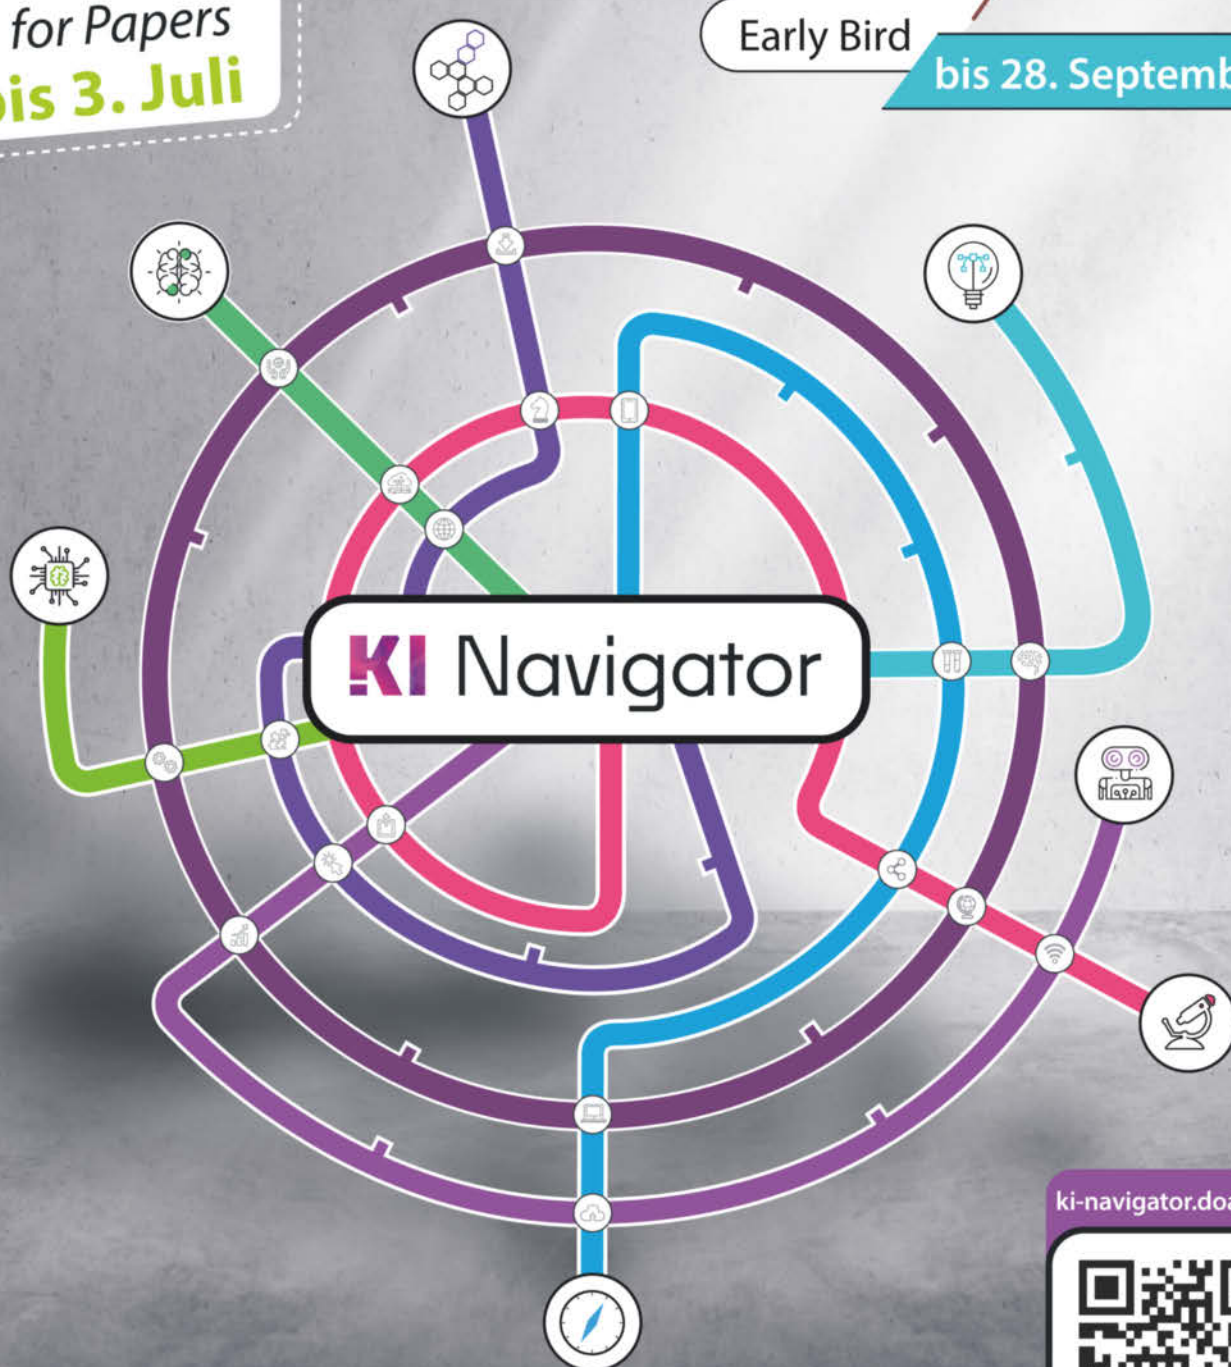 for Papers
bis 3. Juli
Early Bird
bis 28. Septemb
KI Navigator
ki-navigator.doa